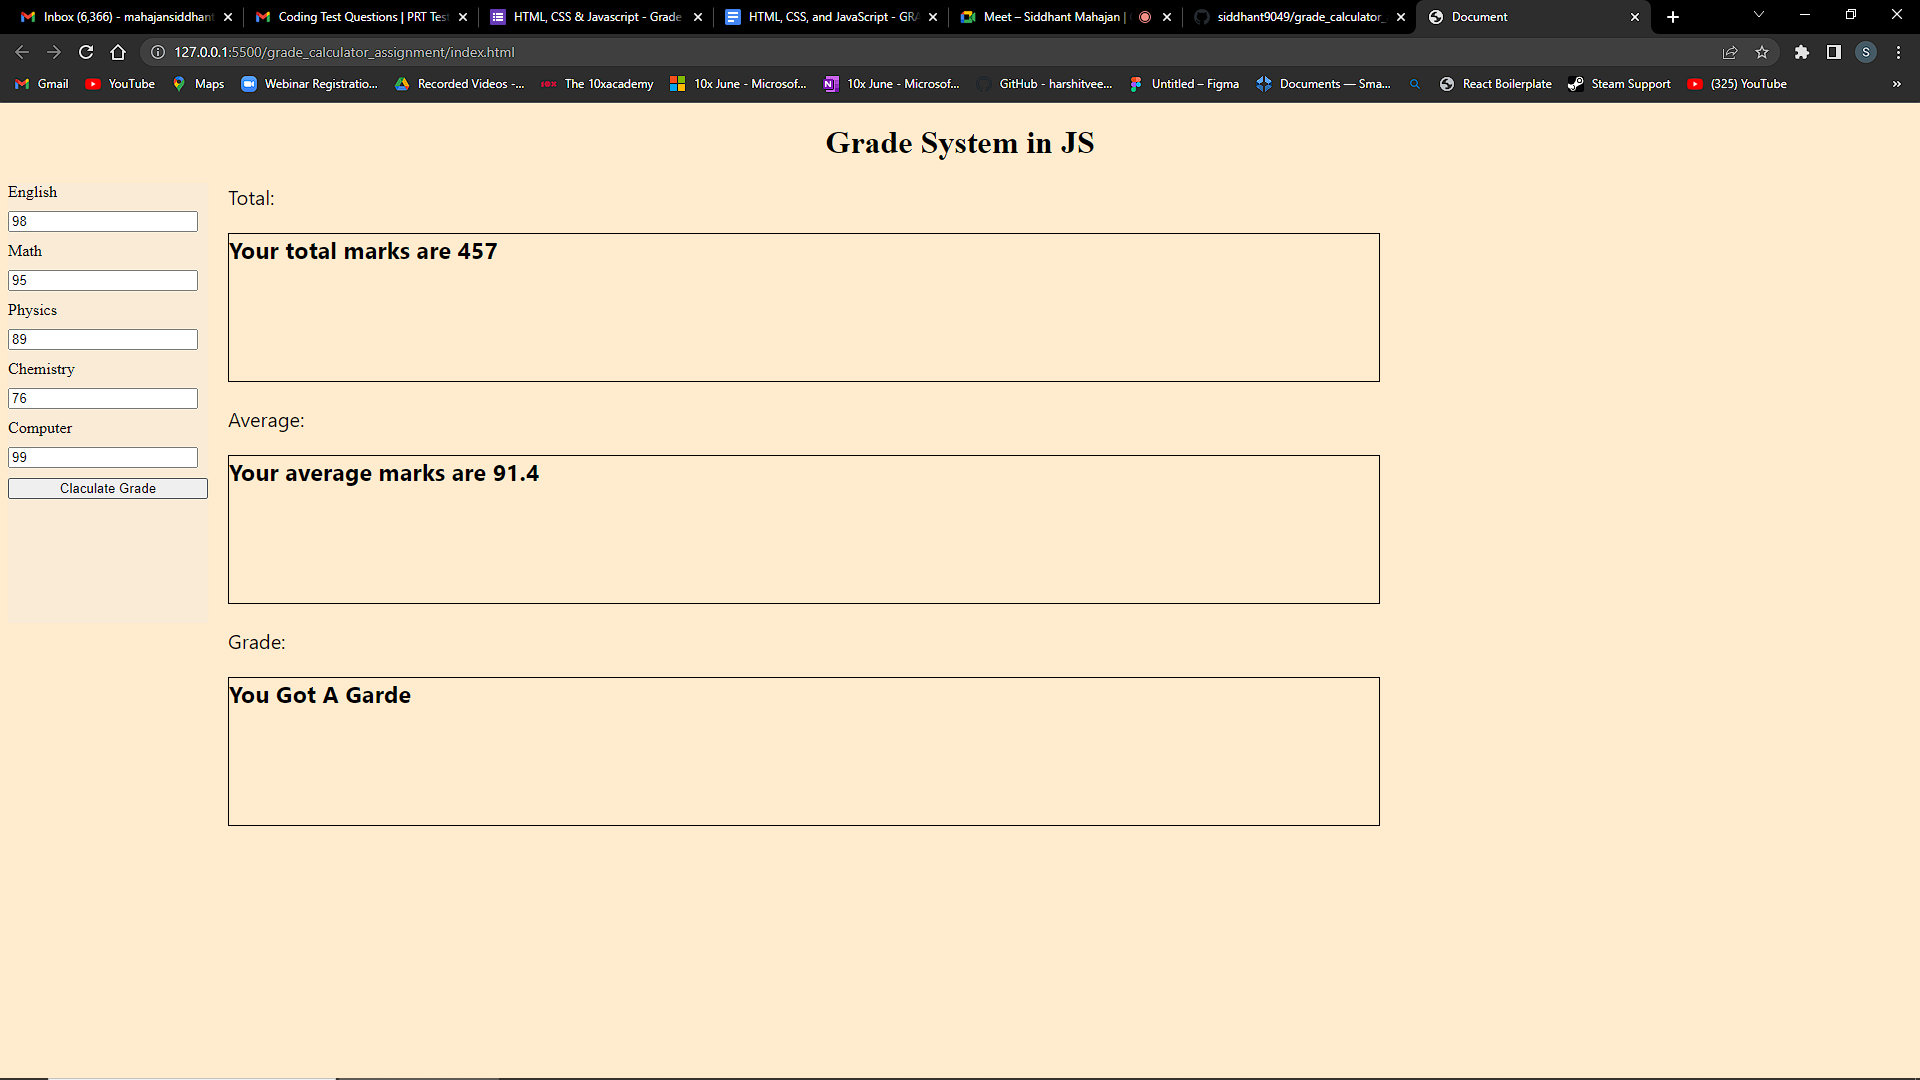 Inbox (6,366) - mahajansiddhant
Coding Test Questions | PRT Test
HTML, CSS & Javascript - Grade
HTML, CSS, and JavaScript - GRA
Meet – Siddhant Mahajan |
siddhant9049/grade_calculator_
Document
127.0.0.1:5500/grade_calculator_assignment/index.html
S
Gmail
YouTube
Maps
Webinar Registratio...
Recorded Videos -...
10X The 10xacademy
10x June - Microsof...
N 10x June - Microsof...
GitHub - harshitvee...
Untitled – Figma
Documents — Sma...
React Boilerplate
Steam Support
(325) YouTube
»
Grade System in JS
English
98
Math
95
Physics
89
Chemistry
76
Computer
99
Claculate Grade
Total:
Your total marks are 457
Average:
Your average marks are 91.4
Grade:
You Got A Garde